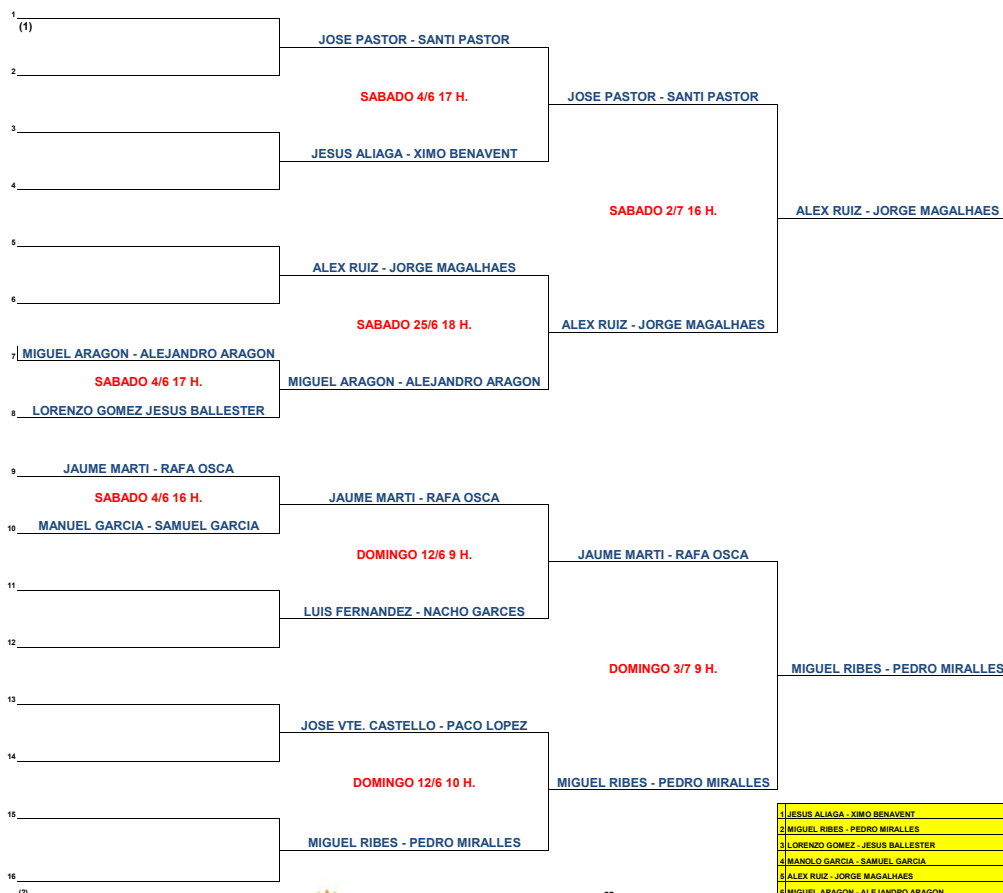 1
(1)
JOSE PASTOR - SANTI PASTOR
2
SABADO 4/6 17 H.
JOSE PASTOR - SANTI PASTOR
3
JESUS ALIAGA - XIMO BENAVENT
4
SABADO 2/7 16 H.
ALEX RUIZ - JORGE MAGALHAES
5
ALEX RUIZ - JORGE MAGALHAES
6
SABADO 25/6 18 H.
ALEX RUIZ - JORGE MAGALHAES
7 MIGUEL ARAGON - ALEJANDRO ARAGON
SABADO 4/6 17 H.
MIGUEL ARAGON - ALEJANDRO ARAGON
8 LORENZO GOMEZ JESUS BALLESTER
9 JAUME MARTI - RAFA OSCA
SABADO 4/6 16 H.
JAUME MARTI - RAFA OSCA
10 MANUEL GARCIA - SAMUEL GARCIA
DOMINGO 12/6 9 H.
JAUME MARTI - RAFA OSCA
11
LUIS FERNANDEZ - NACHO GARCES
12
DOMINGO 3/7 9 H.
MIGUEL RIBES - PEDRO MIRALLES
13
JOSE VTE. CASTELLO - PACO LOPEZ
14
DOMINGO 12/6 10 H.
MIGUEL RIBES - PEDRO MIRALLES
15
MIGUEL RIBES - PEDRO MIRALLES
16
1 JESUS ALIAGA - XIMO BENAVENT
2 MIGUEL RIBES - PEDRO MIRALLES
3 LORENZO GOMEZ - JESUS BALLESTER
4 MANOLO GARCIA - SAMUEL GARCIA
5 ALEX RUIZ - JORGE MAGALHAES
6 MIGUEL ARAGON - ALEJANDRO ARAGON